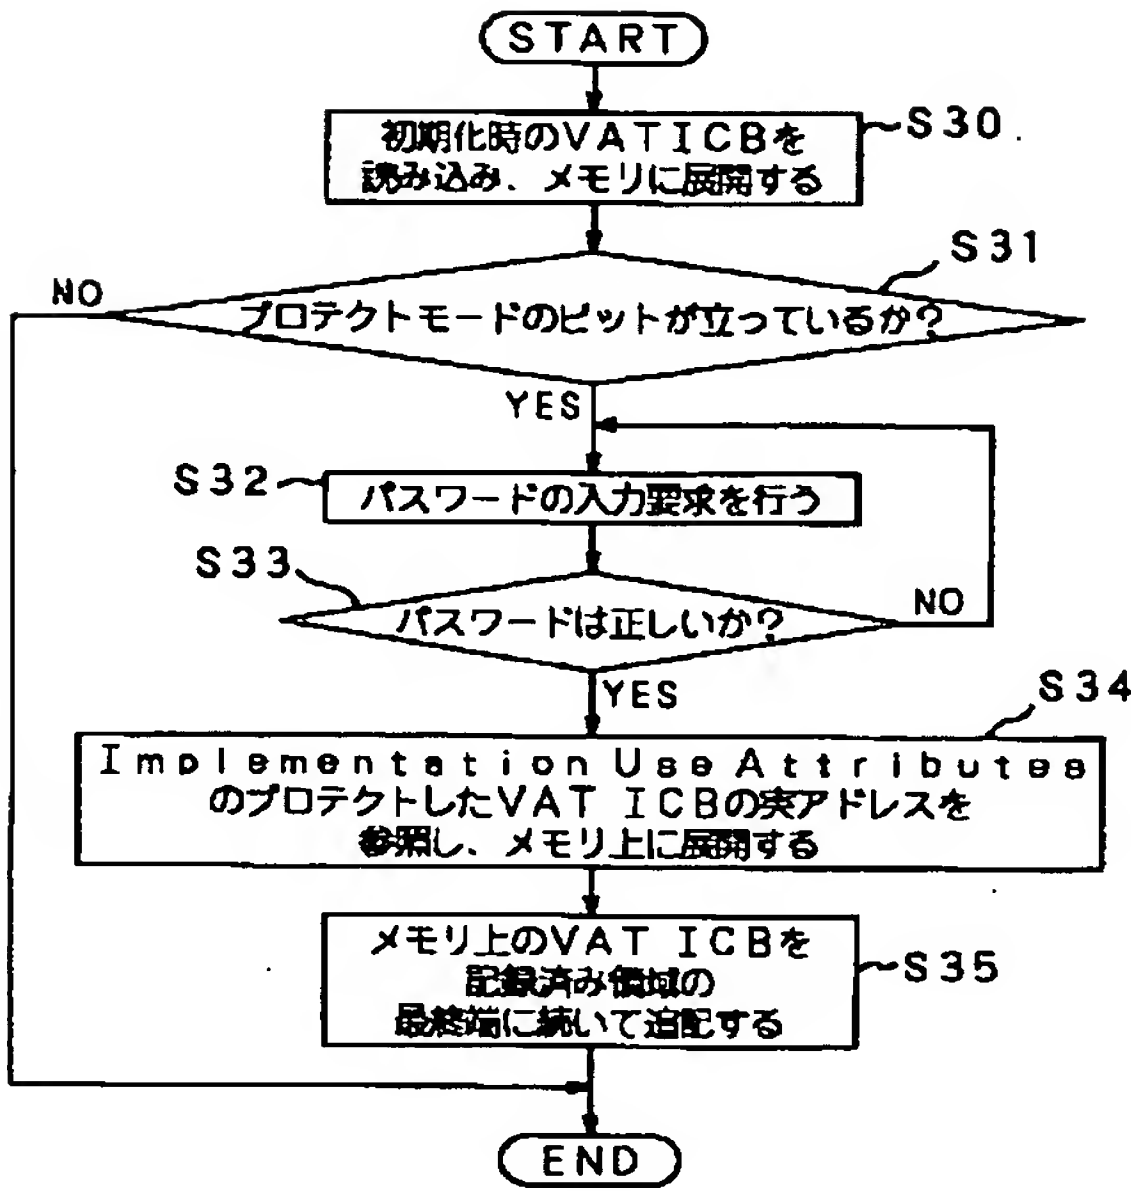 START
初期化時のVAT ICBを
読み込み、メモリに展開する
S30
S31
NO
プロテクトモードのビットが立っているか?
YES
S32
パスワードの入力要求を行う
S33
パスワードは正しいか?
NO
YES
S34
Implementation Use Attributes
のプロテクトしたVAT ICBの実アドレスを
参照し、メモリ上に展開する
メモリ上のVAT ICBを
記録済み領域の
最終端に続いて追記する
S35
END